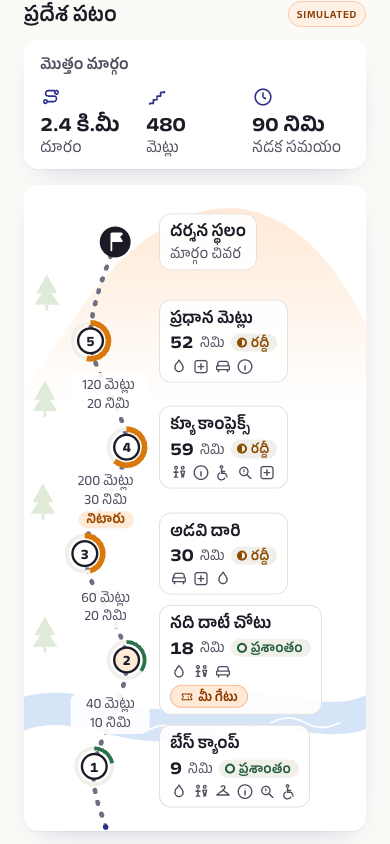 ప్రదేశ పటం
SIMULATED
మొత్తం మార్గం
2.4 కి.మీ
దూరం
480
మెట్లు
90 నిమి
నడక సమయం
దర్శన స్థలం
మార్గం చివర
5
ప్రధాన మెట్లు
52 నిమి రద్దీ
120 మెట్లు
20 నిమి
4
క్యూ కాంప్లెక్స్
59 నిమి రద్దీ
200 మెట్లు
30 నిమి
నిటారు
3
అడవి దారి
30 నిమి రద్దీ
60 మెట్లు
20 నిమి
2
నది దాటే చోటు
18 నిమి ప్రశాంతం
మీ గేటు
40 మెట్లు
10 నిమి
1
బేస్ క్యాంప్
9 నిమి ప్రశాంతం